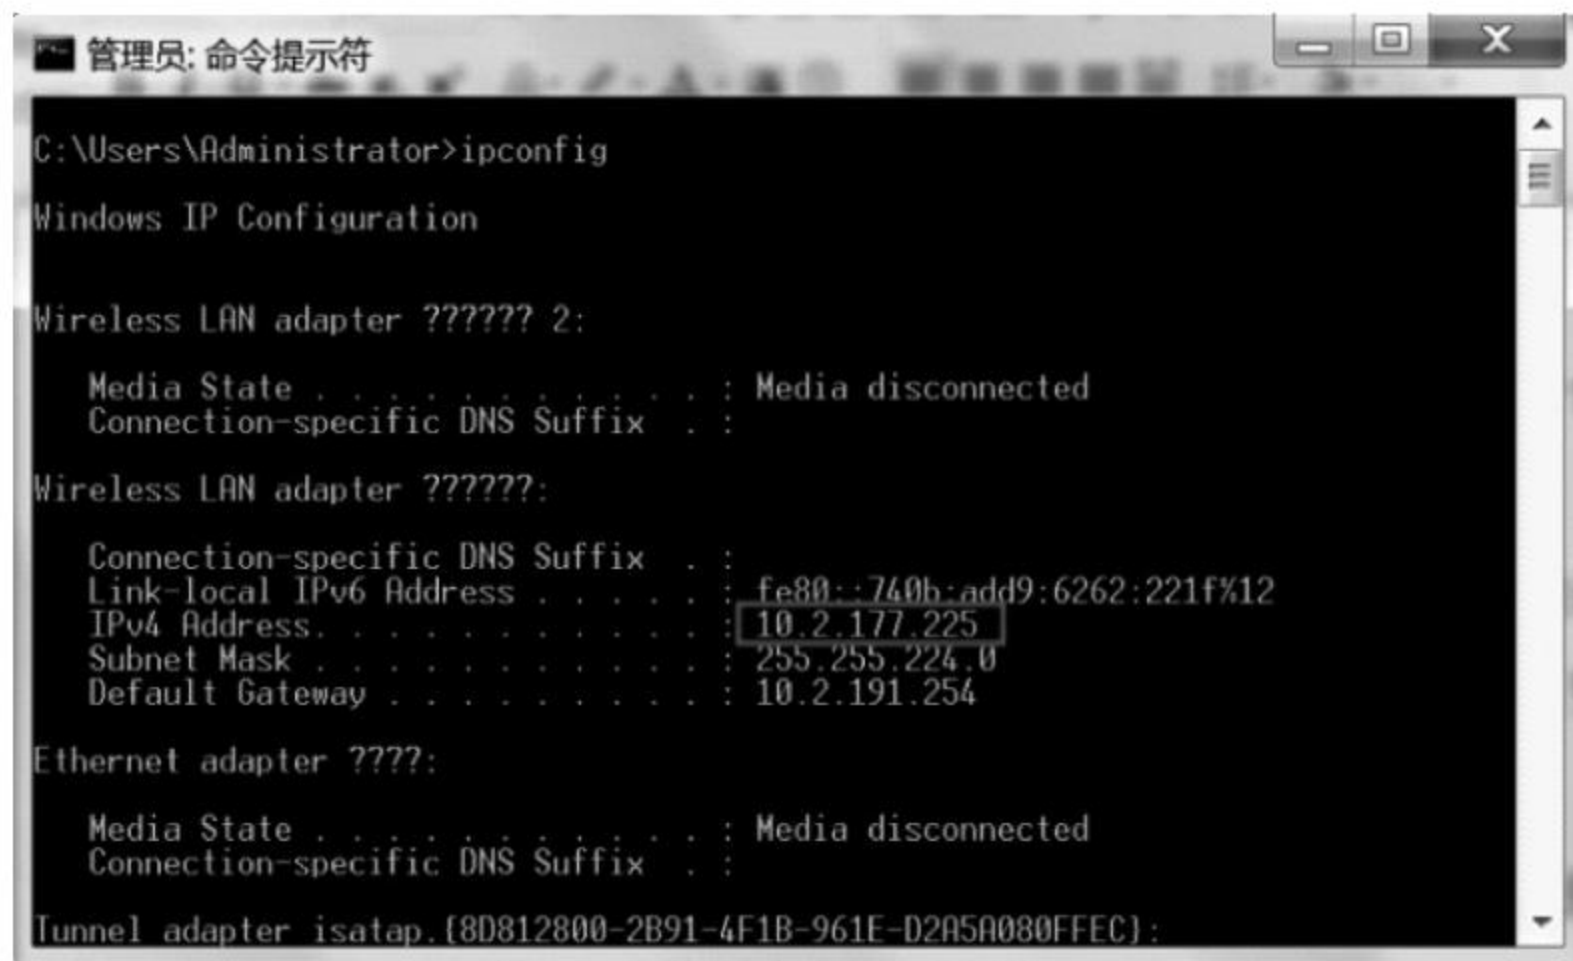 管理员: 命令提示符
C:\Users\Administrator>ipconfig
Windows IP Configuration
Wireless LAN adapter ?????? 2:
Media State . . . . . . . . . . . : Media disconnected
Connection-specific DNS Suffix  . :
Wireless LAN adapter ??????:
Connection-specific DNS Suffix  . :
Link-local IPv6 Address . . . . . : fe80::740b:add9:6262:221f%12
IPv4 Address. . . . . . . . . . . : 10.2.177.225
Subnet Mask . . . . . . . . . . . : 255.255.224.0
Default Gateway . . . . . . . . . : 10.2.191.254
Ethernet adapter ????:
Media State . . . . . . . . . . . : Media disconnected
Connection-specific DNS Suffix  . :
Tunnel adapter isatap.{8D812800-2B91-4F1B-961E-D2A5A080FFEC}: